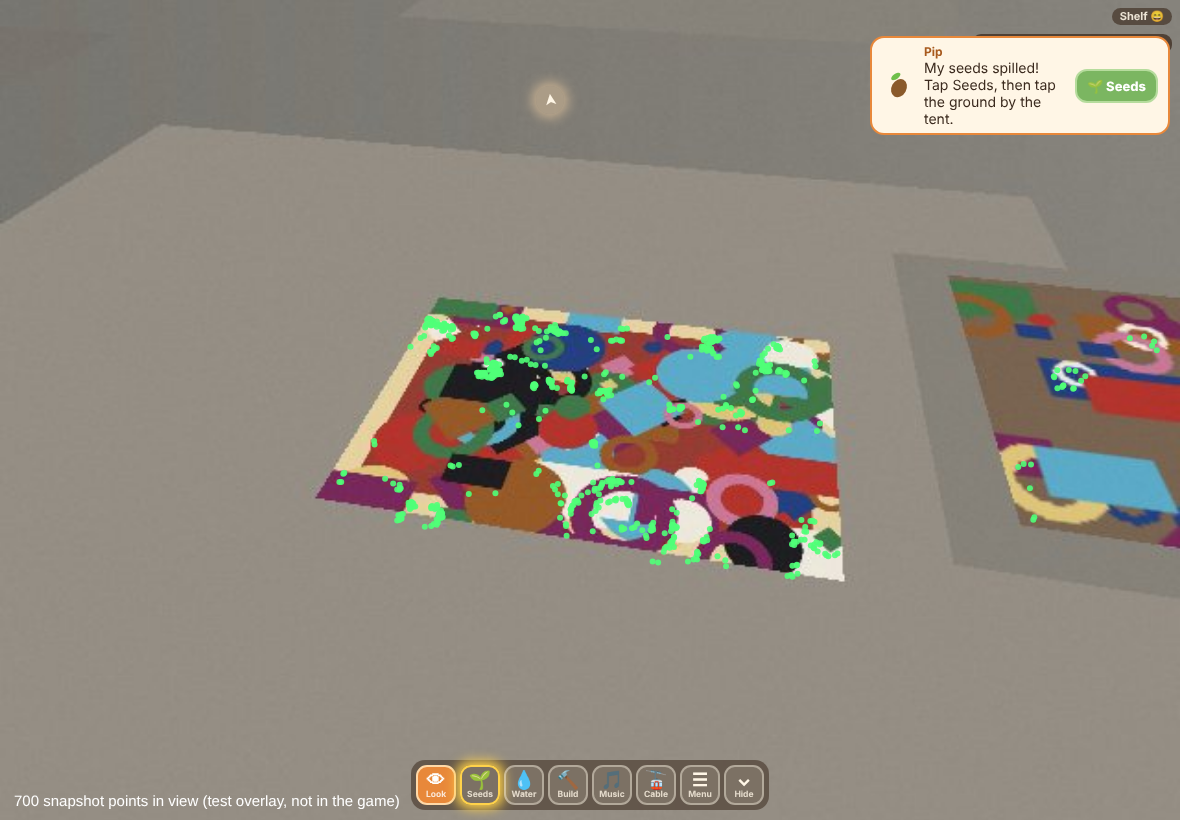 Shelf 😀
Pip
My seeds spilled!
Tap Seeds, then tap
the ground by the
tent.
🌱 Seeds
Look
Seeds
Water
Build
Music
Cable
Menu
Hide
700 snapshot points in view (test overlay, not in the game)